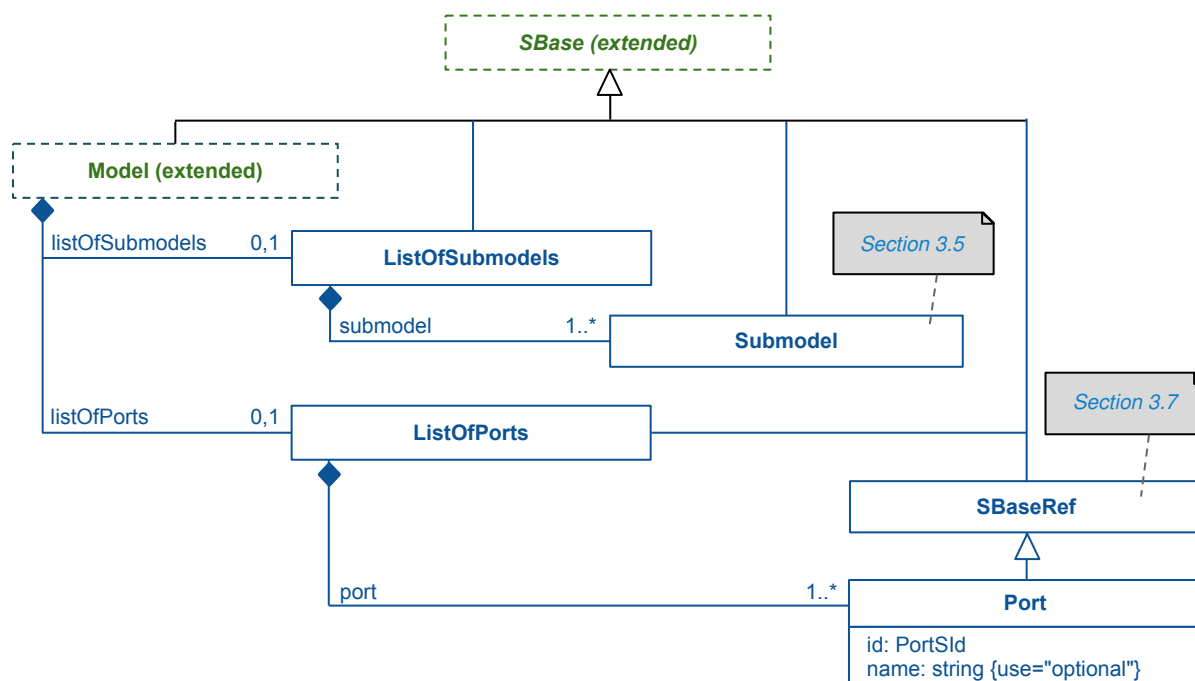 SBase (extended)
Model (extended)
listOfSubmodels 0,1
ListOfSubmodels
Section 3.5
submodel 1..*
Submodel
listOfPorts 0,1
ListOfPorts
Section 3.7
SBaseRef
port 1..*
Port
id: PortSId
name: string {use="optional"}